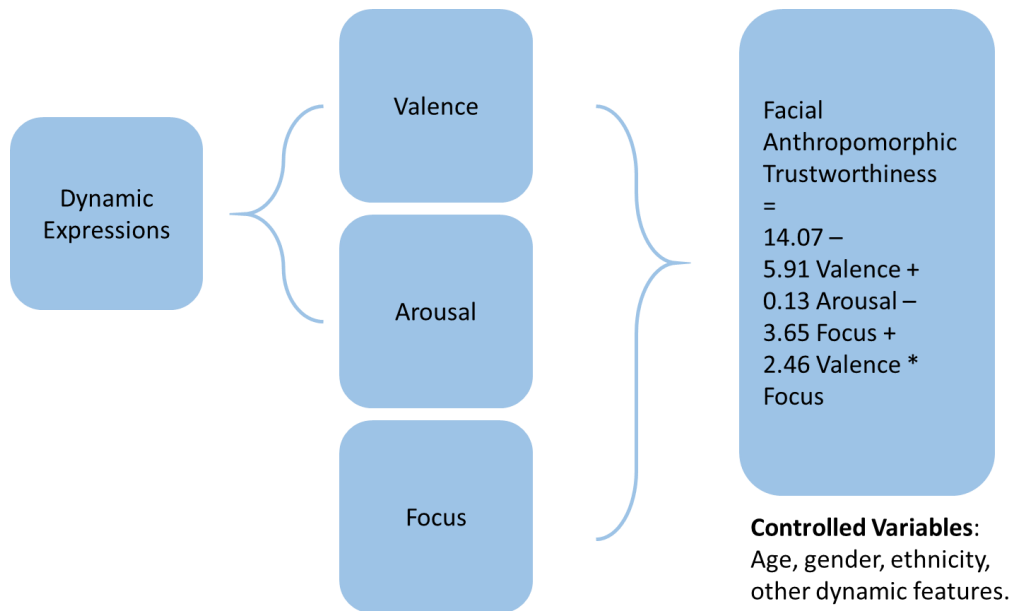 Dynamic
Expressions
Valence
Arousal
Focus
Facial
Anthropomorphic
Trustworthiness
=
14.07 –
5.91 Valence +
0.13 Arousal –
3.65 Focus +
2.46 Valence *
Focus
Controlled Variables:
Age, gender, ethnicity,
other dynamic features.